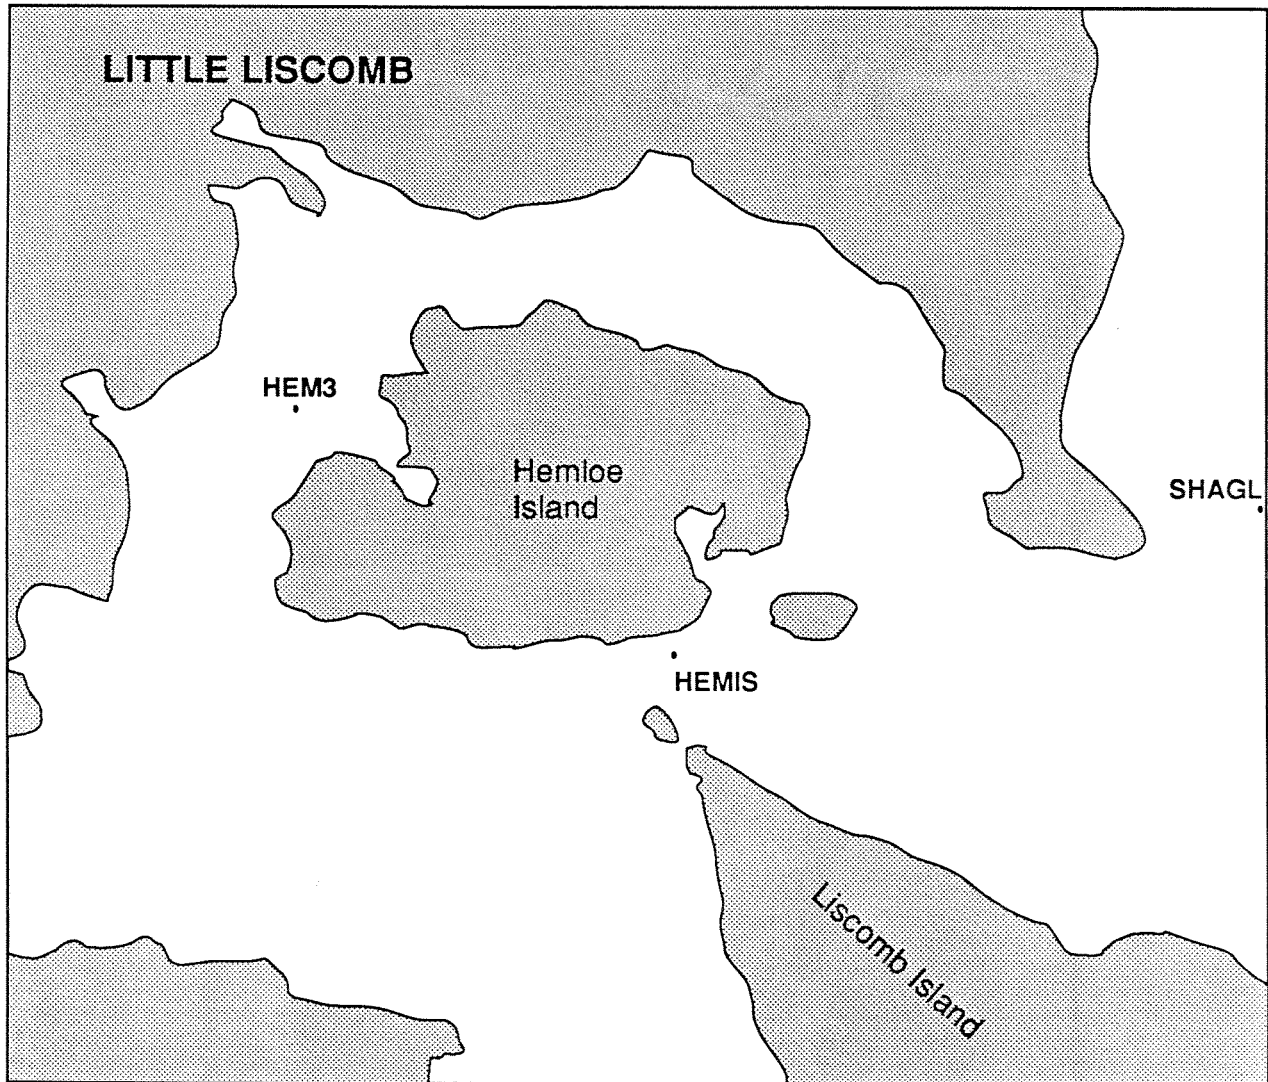 LITTLE LISCOMB
HEM3
Hemloe
Island
SHAGL
HEMIS
Liscomb Island